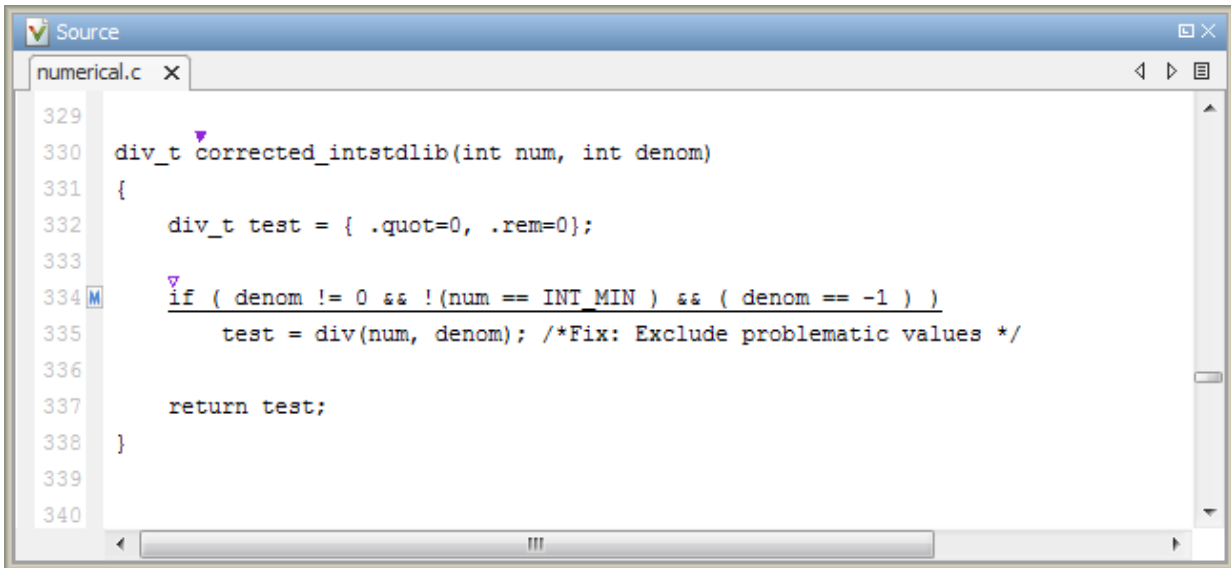 Source
numerical.c
329
330 div_t corrected_intstdlib(int num, int denom)
331 {
332 div_t test = { .quot=0, .rem=0};
333
334 M if ( denom != 0 && !(num == INT_MIN ) && ( denom == -1 ) )
335 test = div(num, denom); /*Fix: Exclude problematic values */
336
337 return test;
338 }
339
340